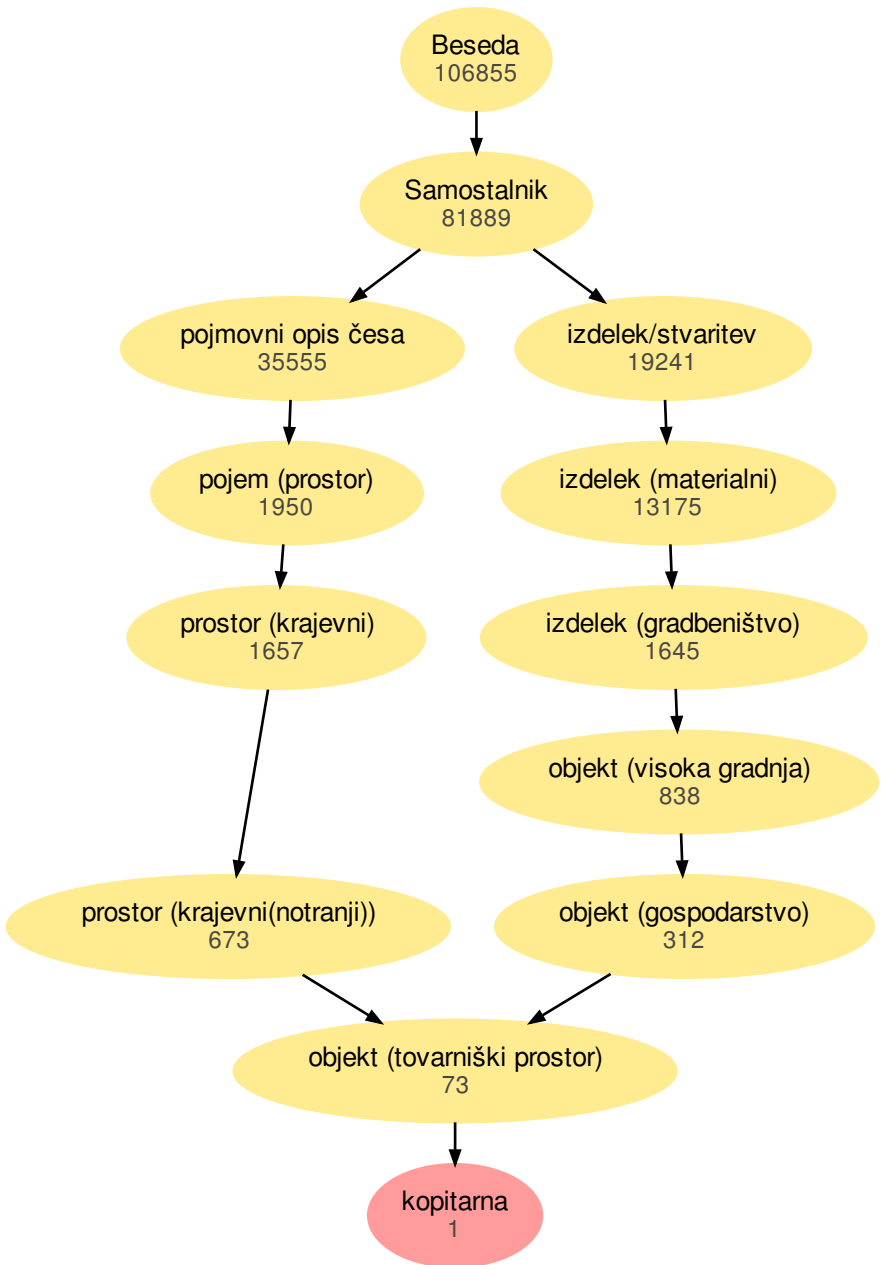 Beseda
106855
Samostalnik
81889
pojmovni opis česa
35555
izdelek/stvaritev
19241
pojem (prostor)
1950
izdelek (materialni)
13175
prostor (krajevni)
1657
izdelek (gradbeništvo)
1645
objekt (visoka gradnja)
838
prostor (krajevni(notranji))
673
objekt (gospodarstvo)
312
objekt (tovarniški prostor)
73
kopitarna
1